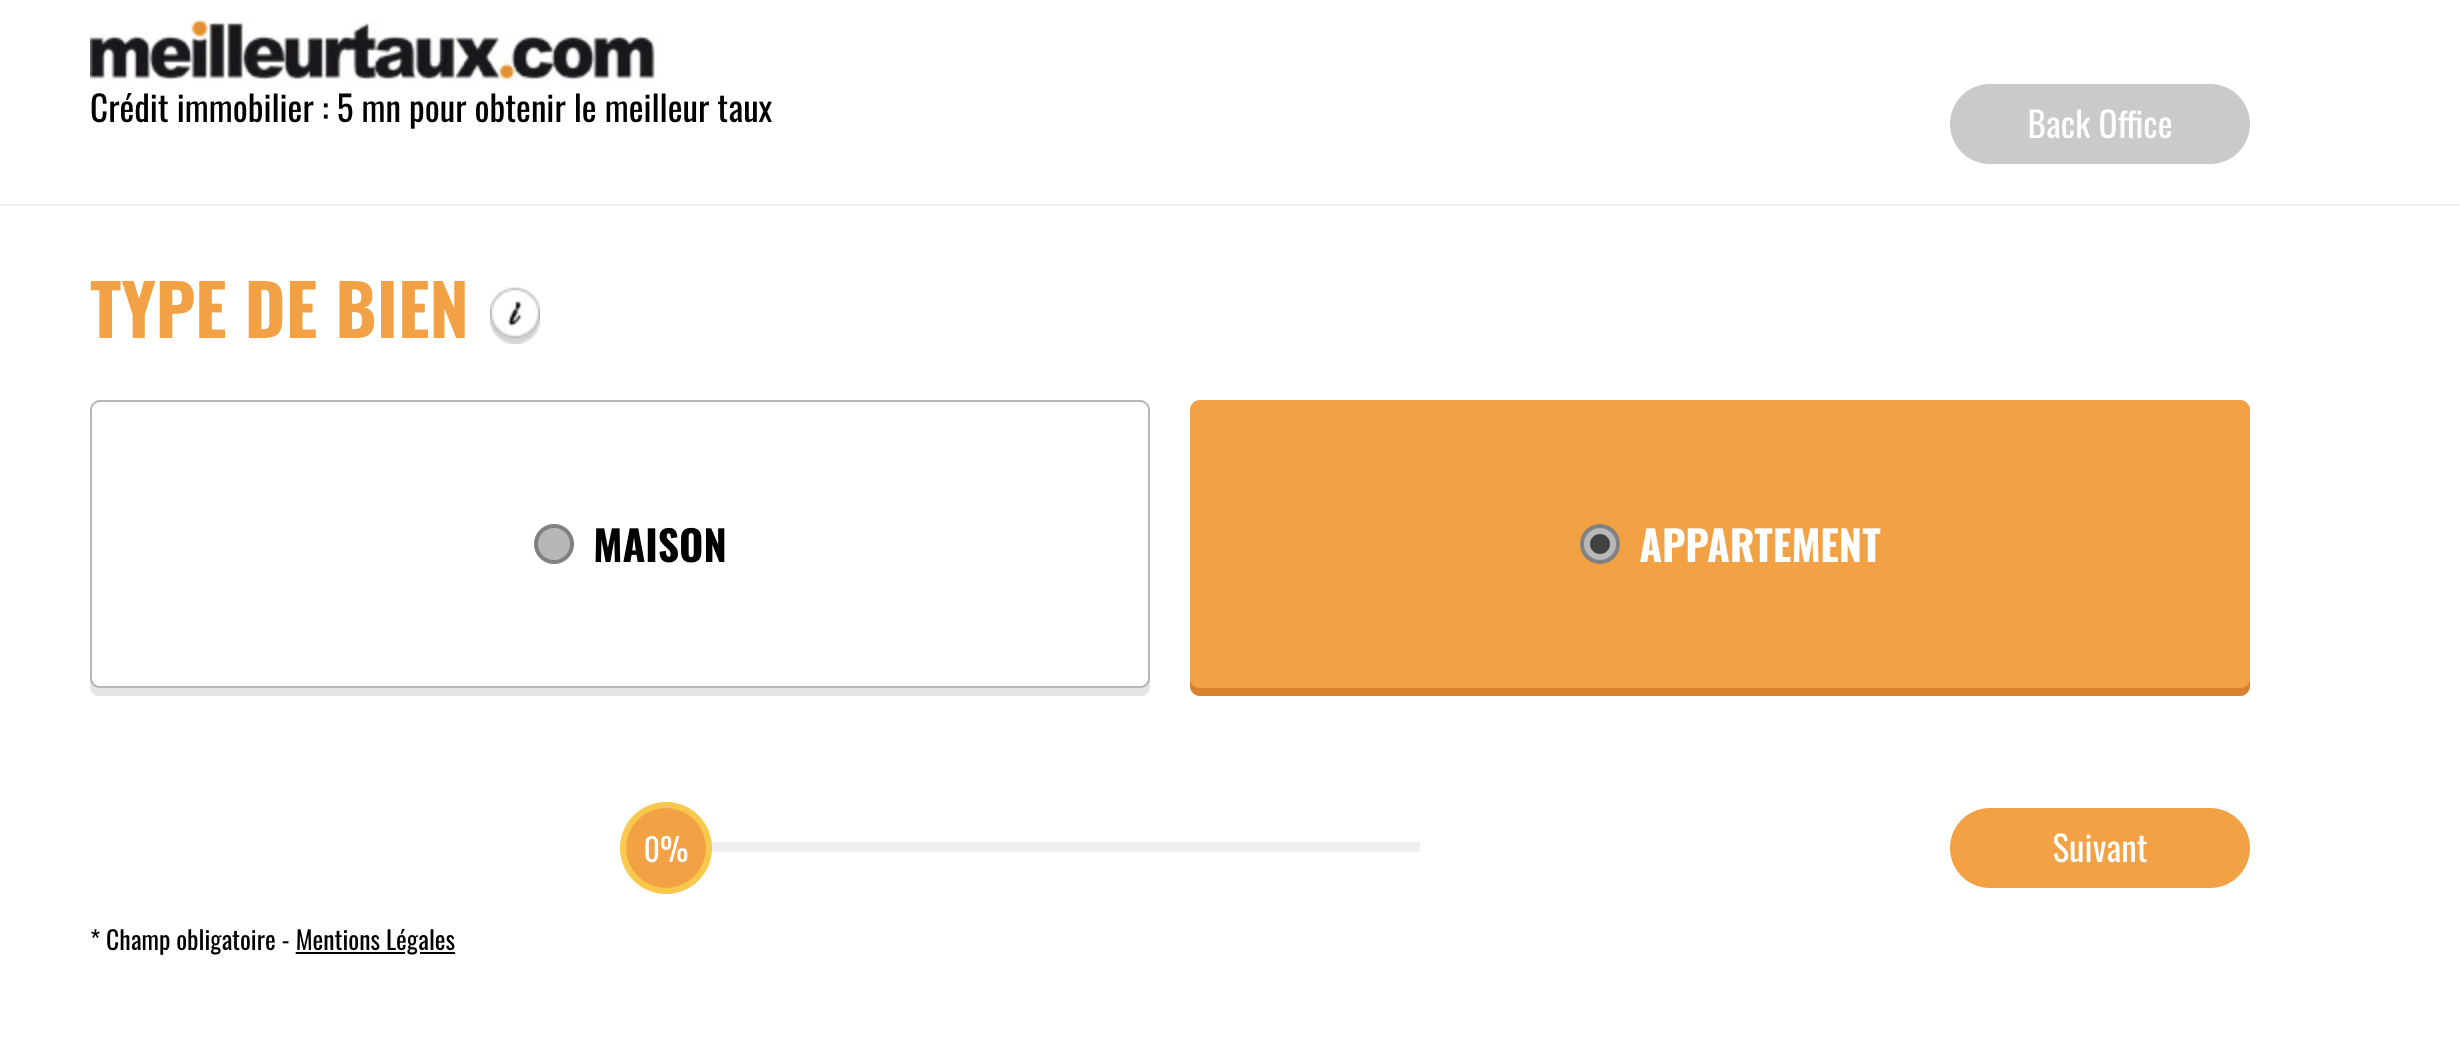 meilleurtaux.com
Crédit immobilier : 5 mn pour obtenir le meilleur taux
Back Office
TYPE DE BIEN i
MAISON
APPARTEMENT
0%
Suivant
* Champ obligatoire - Mentions Légales